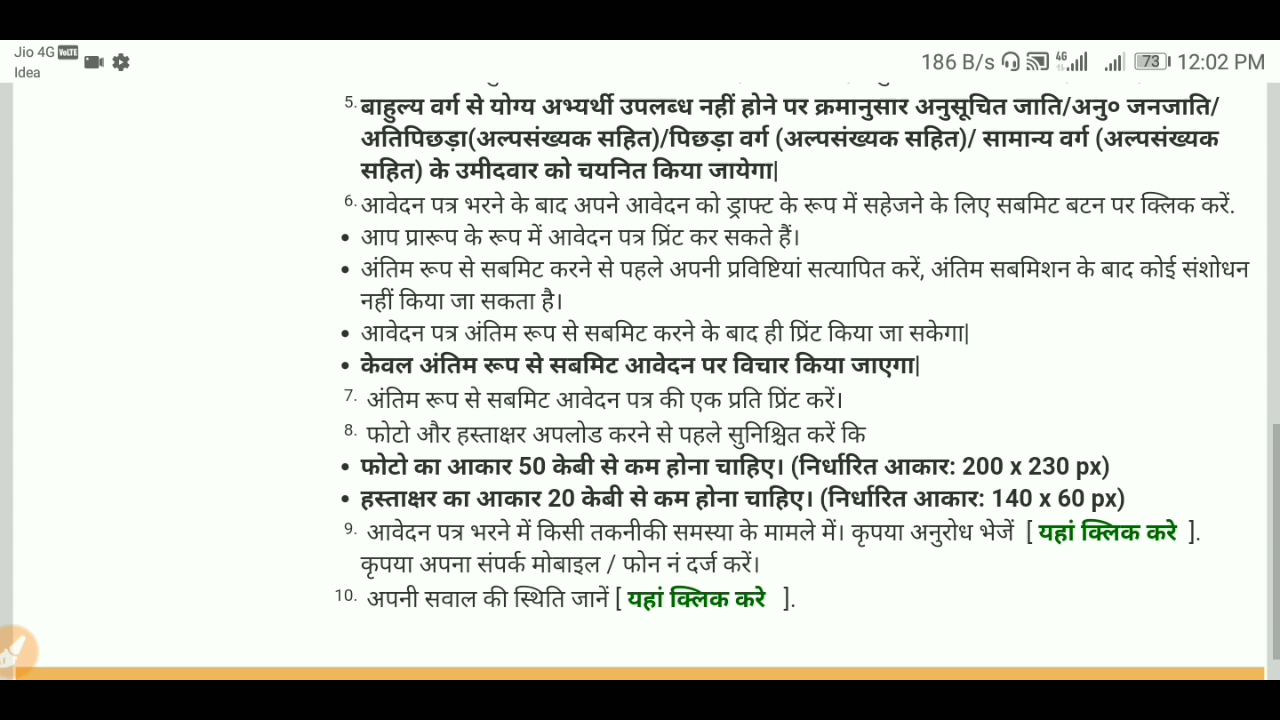 Jio 4G VoLTE
Idea
186 B/s 4G 73 12:02 PM
5. बाहुल्य वर्ग से योग्य अभ्यर्थी उपलब्ध नहीं होने पर क्रमानुसार अनुसूचित जाति/अनु० जनजाति/
अतिपिछड़ा(अल्पसंख्यक सहित)/पिछड़ा वर्ग (अल्पसंख्यक सहित)/ सामान्य वर्ग (अल्पसंख्यक
सहित) के उमीदवार को चयनित किया जायेगा|
6. आवेदन पत्र भरने के बाद अपने आवेदन को ड्राफ्ट के रूप में सहेजने के लिए सबमिट बटन पर क्लिक करें.
• आप प्रारूप के रूप में आवेदन पत्र प्रिंट कर सकते हैं।
• अंतिम रूप से सबमिट करने से पहले अपनी प्रविष्टियां सत्यापित करें, अंतिम सबमिशन के बाद कोई संशोधन
नहीं किया जा सकता है।
• आवेदन पत्र अंतिम रूप से सबमिट करने के बाद ही प्रिंट किया जा सकेगा|
• केवल अंतिम रूप से सबमिट आवेदन पर विचार किया जाएगा|
7. अंतिम रूप से सबमिट आवेदन पत्र की एक प्रति प्रिंट करें।
8. फोटो और हस्ताक्षर अपलोड करने से पहले सुनिश्चित करें कि
• फोटो का आकार 50 केबी से कम होना चाहिए। (निर्धारित आकार: 200 x 230 px)
• हस्ताक्षर का आकार 20 केबी से कम होना चाहिए। (निर्धारित आकार: 140 x 60 px)
9. आवेदन पत्र भरने में किसी तकनीकी समस्या के मामले में। कृपया अनुरोध भेजें [ यहां क्लिक करे ].
कृपया अपना संपर्क मोबाइल / फोन नं दर्ज करें।
10. अपनी सवाल की स्थिति जानें [ यहां क्लिक करे ].